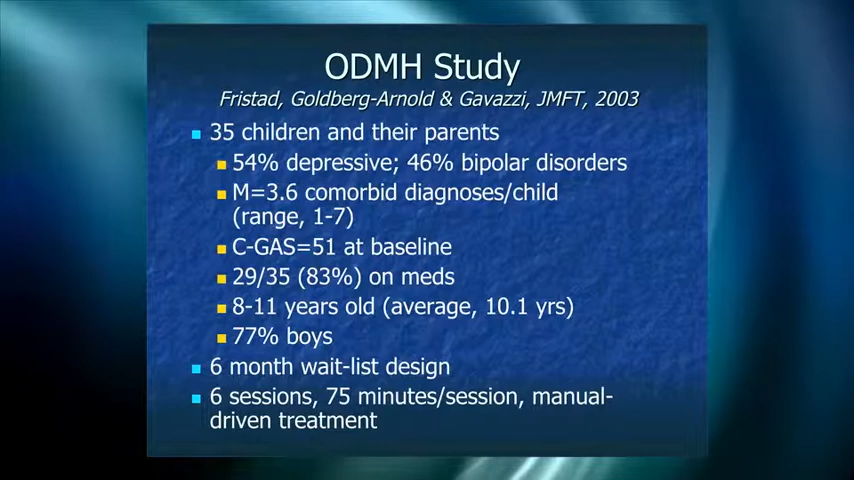 ODMH Study
Fristad, Goldberg-Arnold & Gavazzi, JMFT, 2003
35 children and their parents
54% depressive; 46% bipolar disorders
M=3.6 comorbid diagnoses/child
(range, 1-7)
C-GAS=51 at baseline
29/35 (83%) on meds
8-11 years old (average, 10.1 yrs)
77% boys
6 month wait-list design
6 sessions, 75 minutes/session, manual-
driven treatment